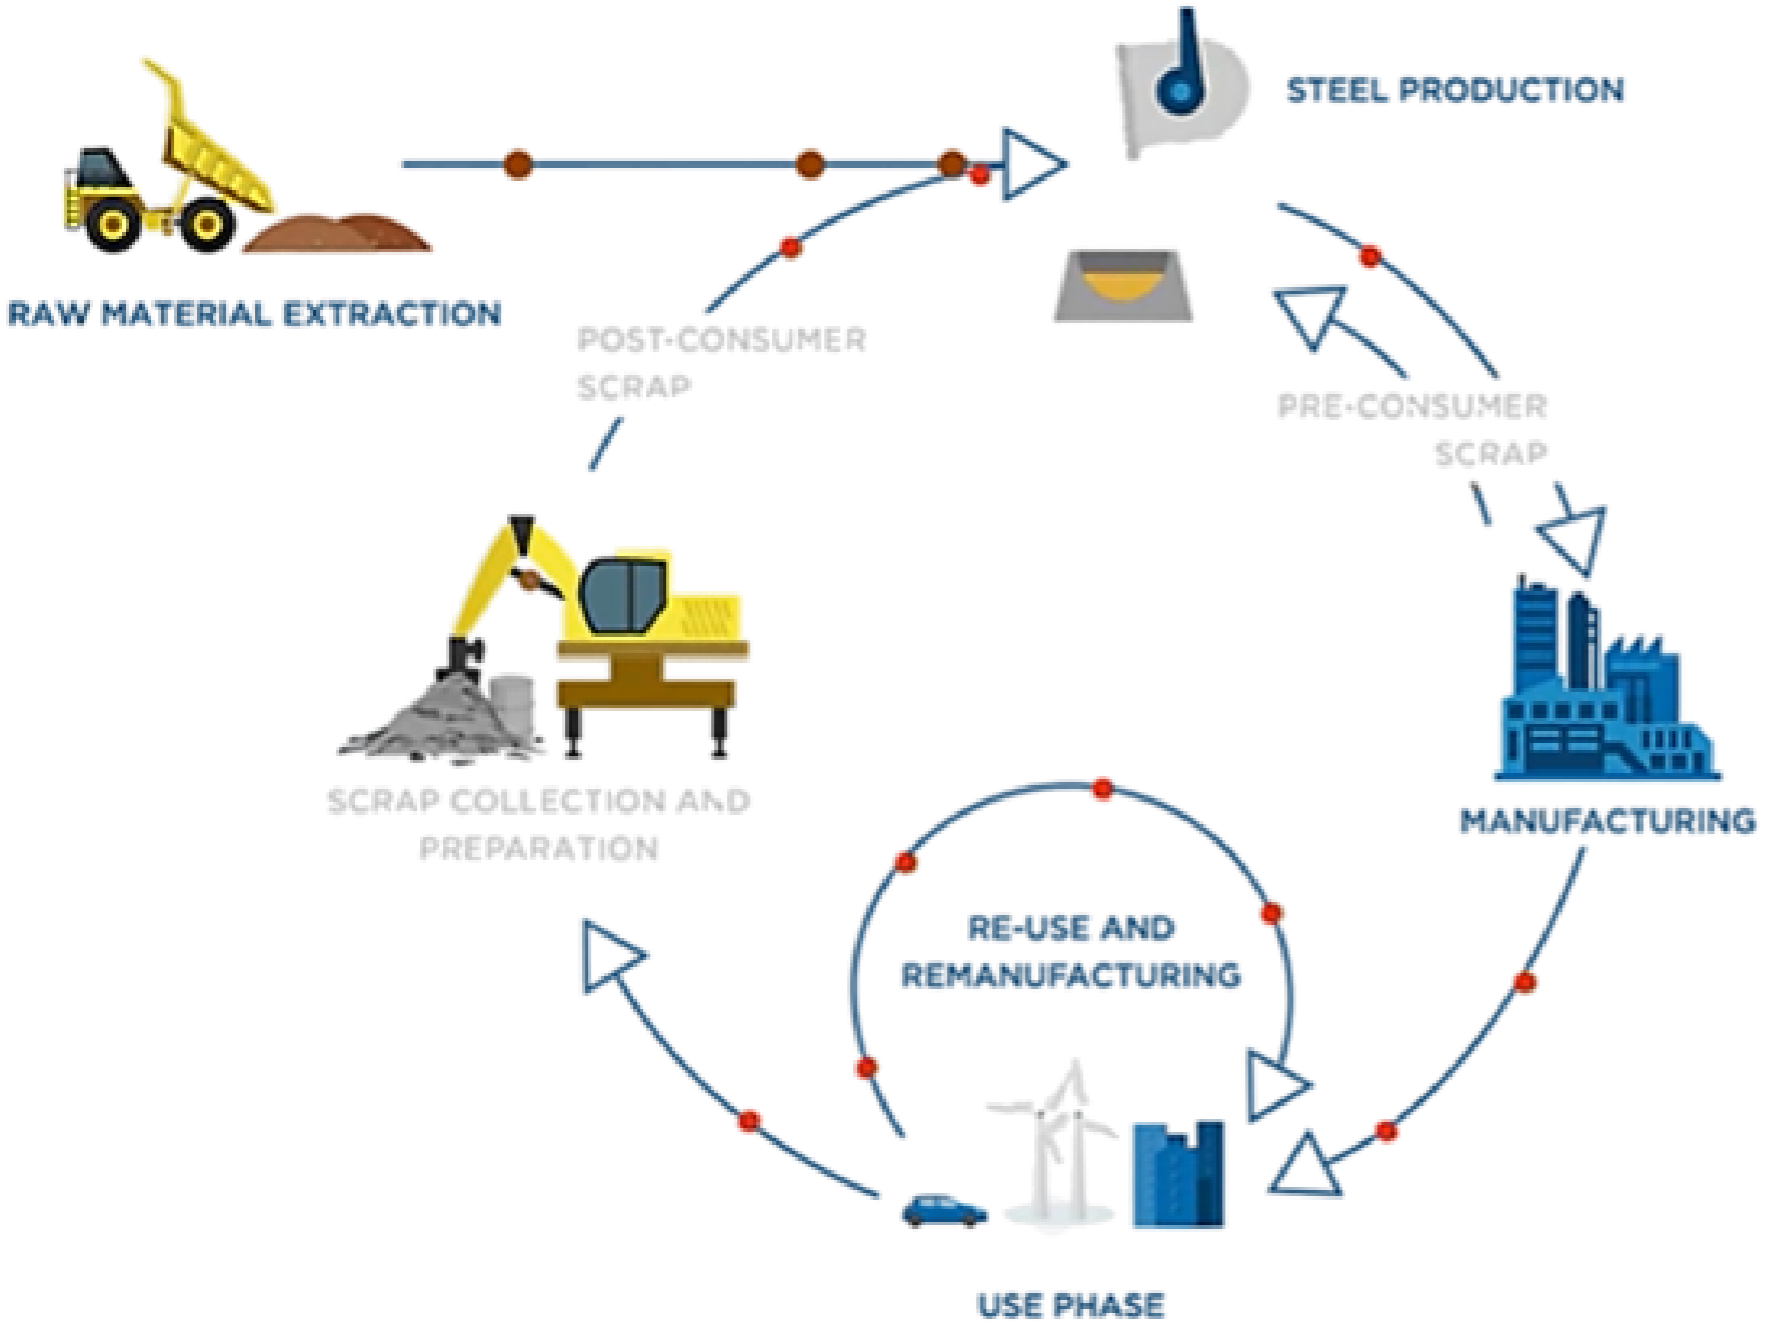 STEEL PRODUCTION
RAW MATERIAL EXTRACTION
POST-CONSUMER
SCRAP
PRE-CONSUMER
SCRAP
SCRAP COLLECTION AND
PREPARATION
MANUFACTURING
RE-USE AND
REMANUFACTURING
USE PHASE